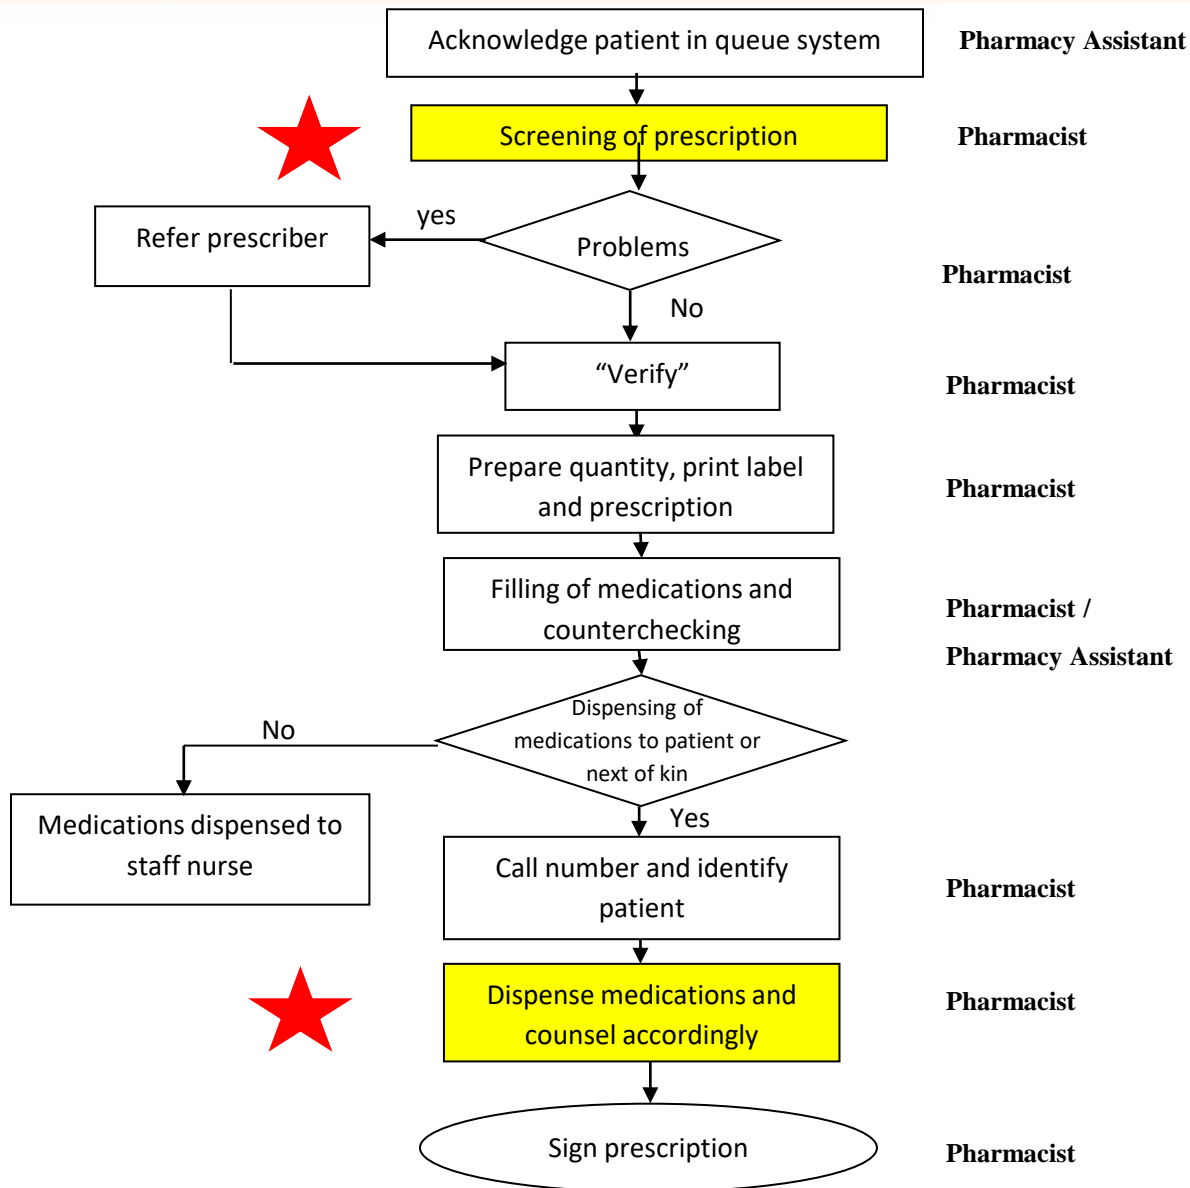 Acknowledge patient in queue system
Pharmacy Assistant
Screening of prescription
Pharmacist
yes
Refer prescriber
Problems
Pharmacist
No
“Verify”
Pharmacist
Prepare quantity, print label
and prescription
Pharmacist
Filling of medications and
counterchecking
Pharmacist /
Pharmacy Assistant
Dispensing of
medications to patient or
next of kin
No
Medications dispensed to
staff nurse
Yes
Call number and identify
patient
Pharmacist
Dispense medications and
counsel accordingly
Pharmacist
Sign prescription
Pharmacist